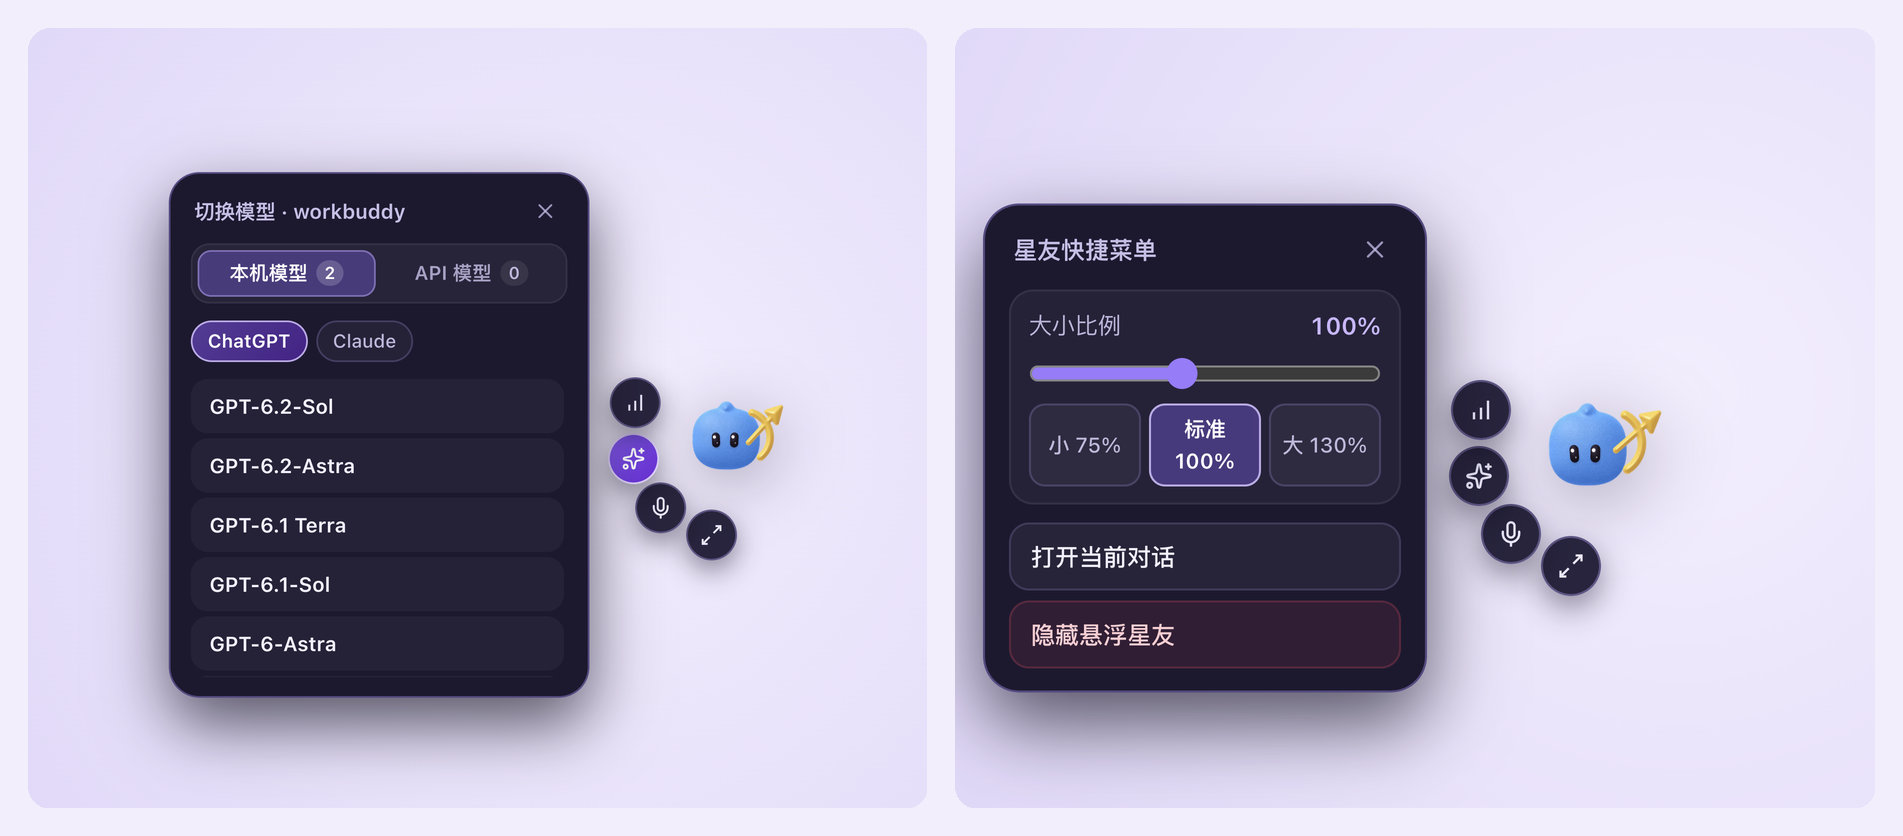 切换模型 · workbuddy
本机模型 2
API 模型 0
ChatGPT
Claude
GPT-6.2-Sol
GPT-6.2-Astra
GPT-6.1 Terra
GPT-6.1-Sol
GPT-6-Astra
星友快捷菜单
大小比例
100%
小 75%
标准
100%
大 130%
打开当前对话
隐藏悬浮星友